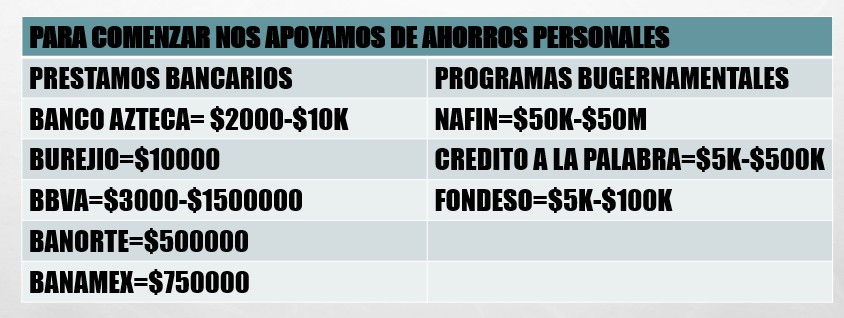 PARA COMENZAR NOS APOYAMOS DE AHORROS PERSONALES
PRESTAMOS BANCARIOS
PROGRAMAS BUGERNAMENTALES
BANCO AZTECA= $2000-$10K
NAFIN=$50K-$50M
BUREJIO=$10000
CREDITO A LA PALABRA=$5K-$500K
BBVA=$3000-$1500000
FONDESO=$5K-$100K
BANORTE=$500000
BANAMEX=$750000